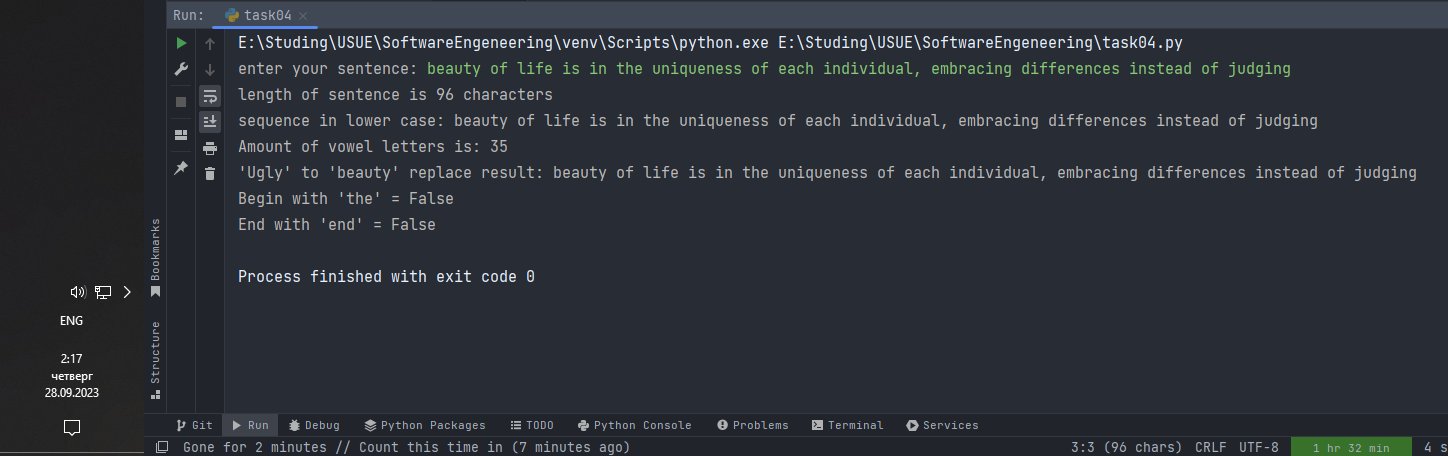 Run: task04
E:\Studing\USUE\SoftwareEngeneering\venv\Scripts\python.exe E:\Studing\USUE\SoftwareEngeneering\task04.py
enter your sentence: beauty of life is in the uniqueness of each individual, embracing differences instead of judging
length of sentence is 96 characters
sequence in lower case: beauty of life is in the uniqueness of each individual, embracing differences instead of judging
Amount of vowel letters is: 35
'Ugly' to 'beauty' replace result: beauty of life is in the uniqueness of each individual, embracing differences instead of judging
Begin with 'the' = False
End with 'end' = False
Process finished with exit code 0
Bookmarks
Structure
ENG
2:17
четверг
28.09.2023
Git Run Debug Python Packages TODO Python Console Problems Terminal Services
Gone for 2 minutes // Count this time in (7 minutes ago) 3:3 (96 chars) CRLF UTF-8 1 hr 32 min 4 s